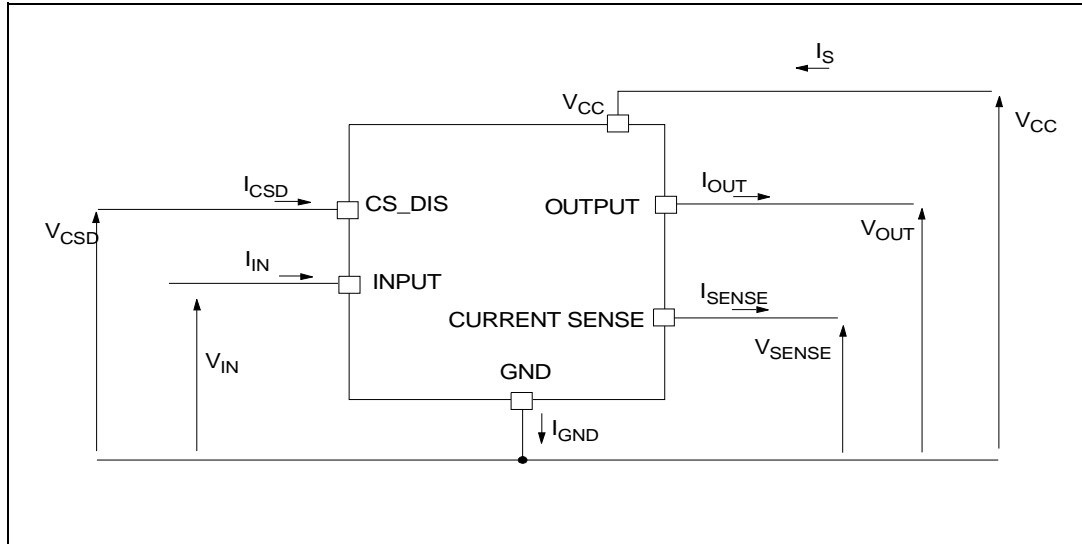 I_S
V_CC
V_CC
I_CSD
I_OUT
CS_DIS
OUTPUT
V_CSD
V_OUT
I_IN
INPUT
I_SENSE
CURRENT SENSE
V_IN
V_SENSE
GND
I_GND